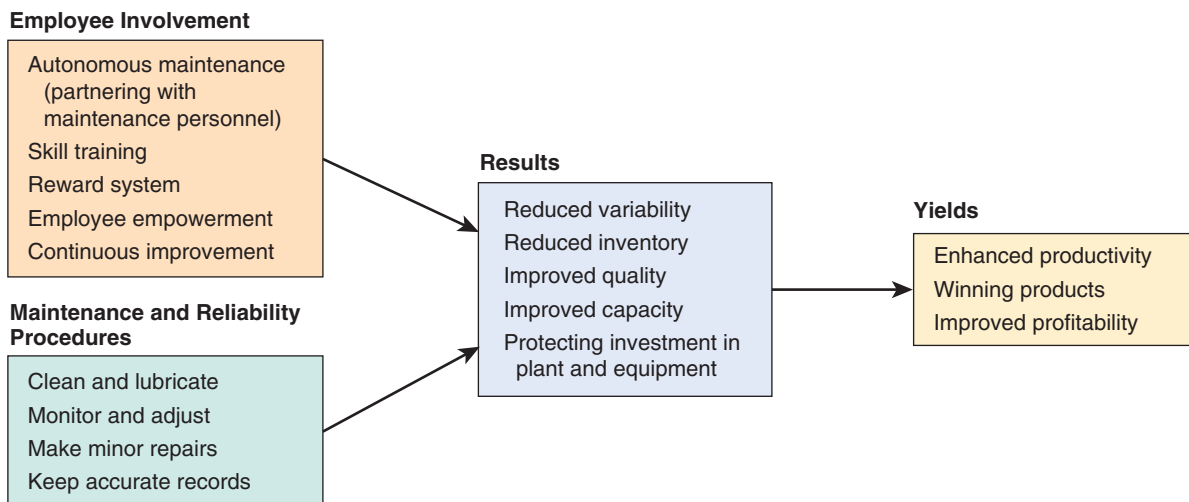 Employee Involvement
Autonomous maintenance
(partnering with
maintenance personnel)
Skill training
Reward system
Employee empowerment
Continuous improvement
Maintenance and Reliability
Procedures
Clean and lubricate
Monitor and adjust
Make minor repairs
Keep accurate records
Results
Reduced variability
Reduced inventory
Improved quality
Improved capacity
Protecting investment in
plant and equipment
Yields
Enhanced productivity
Winning products
Improved profitability